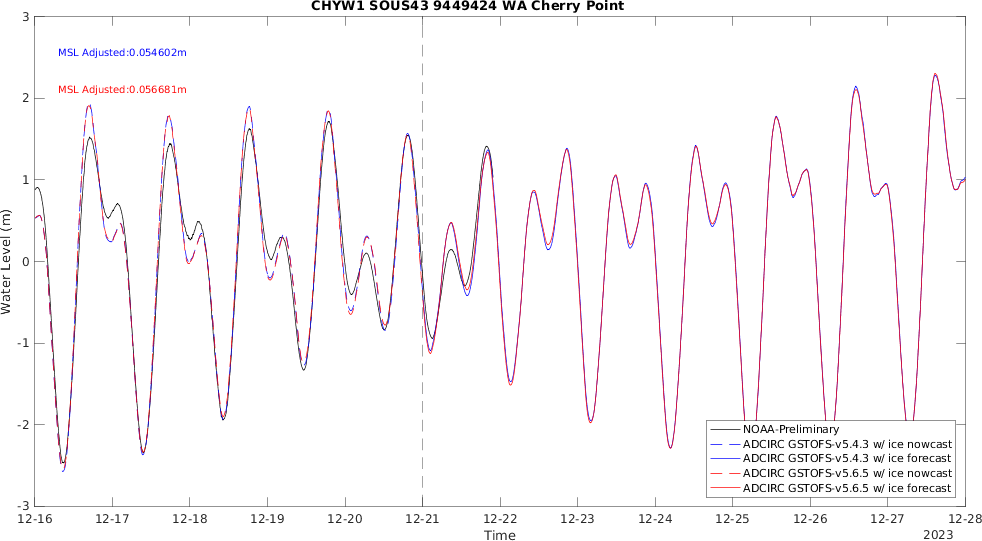 CHYW1 SOUS43 9449424 WA Cherry Point
MSL Adjusted:0.054602m
MSL Adjusted:0.056681m
Water Level (m)
3
2
1
0
-1
-2
-3
NOAA-Preliminary
ADCIRC GSTOFS-v5.4.3 w/ ice nowcast
ADCIRC GSTOFS-v5.4.3 w/ ice forecast
ADCIRC GSTOFS-v5.6.5 w/ ice nowcast
ADCIRC GSTOFS-v5.6.5 w/ ice forecast
12-16 12-17 12-18 12-19 12-20 12-21 12-22 12-23 12-24 12-25 12-26 12-27 12-28
Time
2023